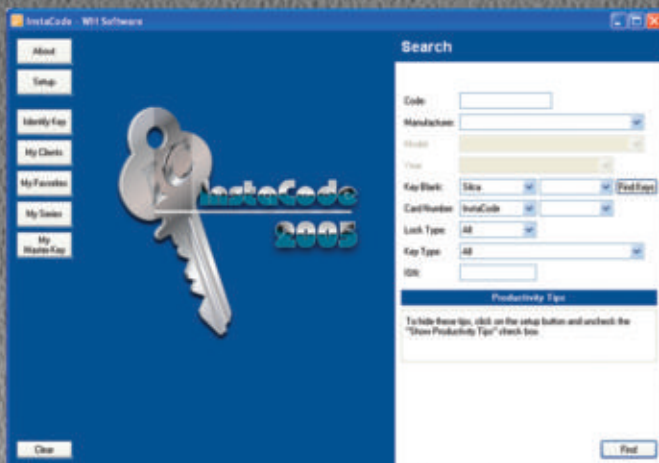 InstaCode - WH Software
About
Setup
Identify Key
My Clients
My Favorites
My Series
My
Master Key
Clear
InstaCode
2005
Search
Code:
Manufacturer:
Model:
Year:
Key Blank: Silca Find Keys
Card Number: InstaCode
Lock Type: All
Key Type: All
ISN:
Productivity Tips
To hide these tips, click on the setup button and uncheck the
"Show Productivity Tips" check box.
Find